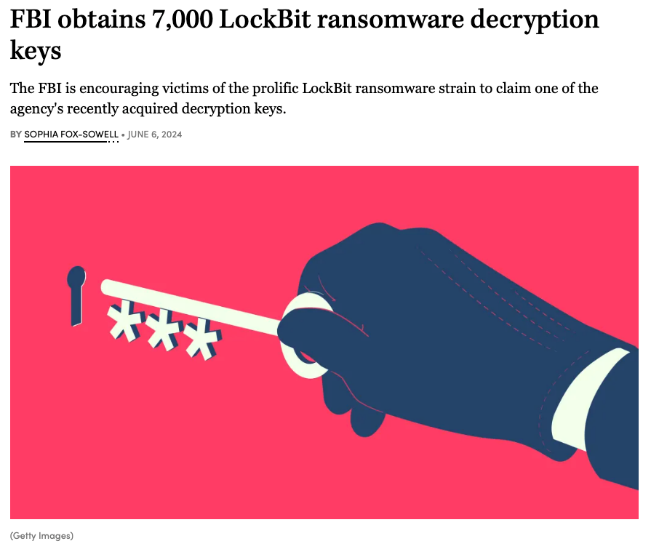 FBI obtains 7,000 LockBit ransomware decryption
keys
The FBI is encouraging victims of the prolific LockBit ransomware strain to claim one of the
agency's recently acquired decryption keys.
BY SOPHIA FOX-SOWELL • JUNE 6, 2024
(Getty Images)